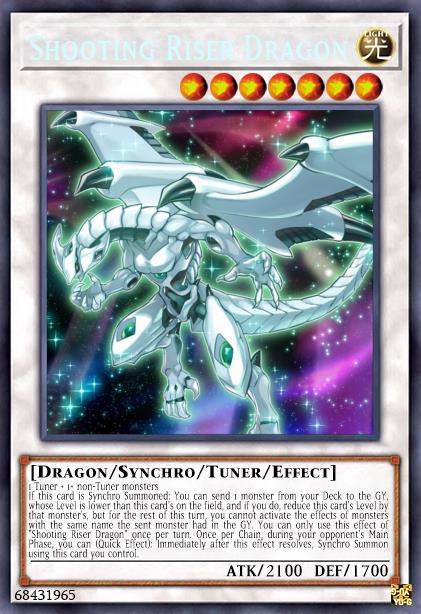 Shooting Riser Dragon
LIGHT
光
[Dragon/Synchro/Tuner/Effect]
1 Tuner + 1+ non-Tuner monsters
If this card is Synchro Summoned: You can send 1 monster from your Deck to the GY,
whose Level is lower than this card's on the field, and if you do, reduce this card's Level by
that monster's, but for the rest of this turn, you cannot activate the effects of monsters
with the same name the sent monster had in the GY. You can only use this effect of
"Shooting Riser Dragon" once per turn. Once per Chain, during your opponent's Main
Phase, you can (Quick Effect): Immediately after this effect resolves, Synchro Summon
using this card you control.
ATK/2100 DEF/1700
68431965